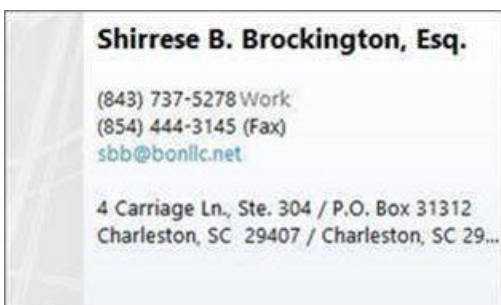 Shirrese B. Brockington, Esq.
(843) 737-5278 Work
(854) 444-3145 (Fax)
sbb@bonllc.net
4 Carriage Ln., Ste. 304 / P.O. Box 31312
Charleston, SC 29407 / Charleston, SC 29...